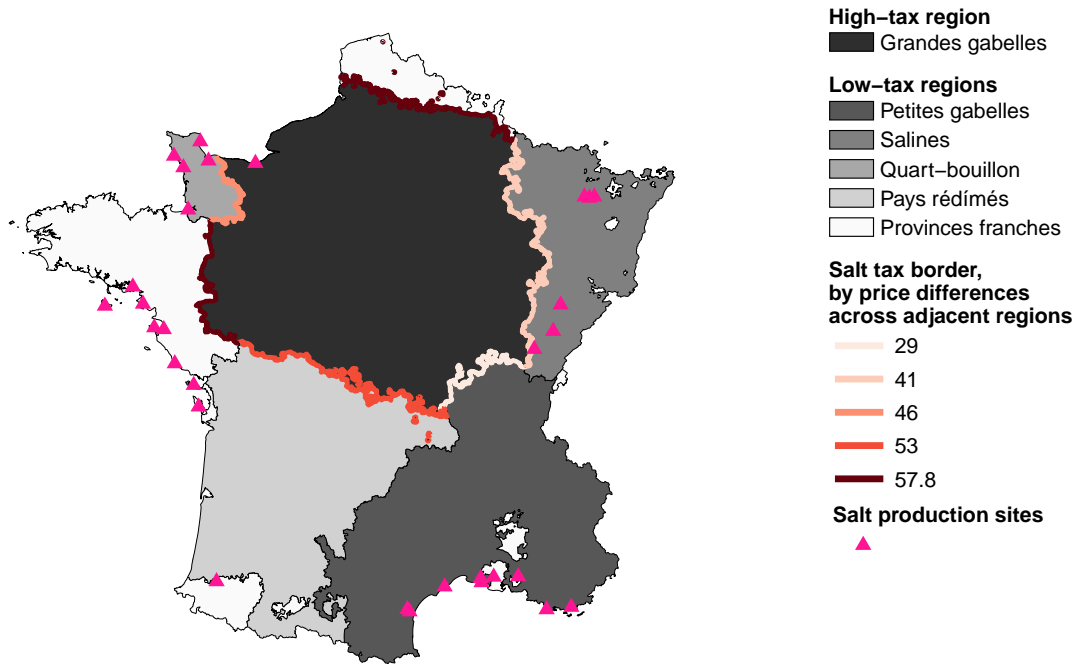 High−tax region
Grandes gabelles
Low−tax regions
Petites gabelles
Salines
Quart−bouillon
Pays rédímés
Provinces franches
Salt tax border,
by price differences
across adjacent regions
29
41
46
53
57.8
Salt production sites